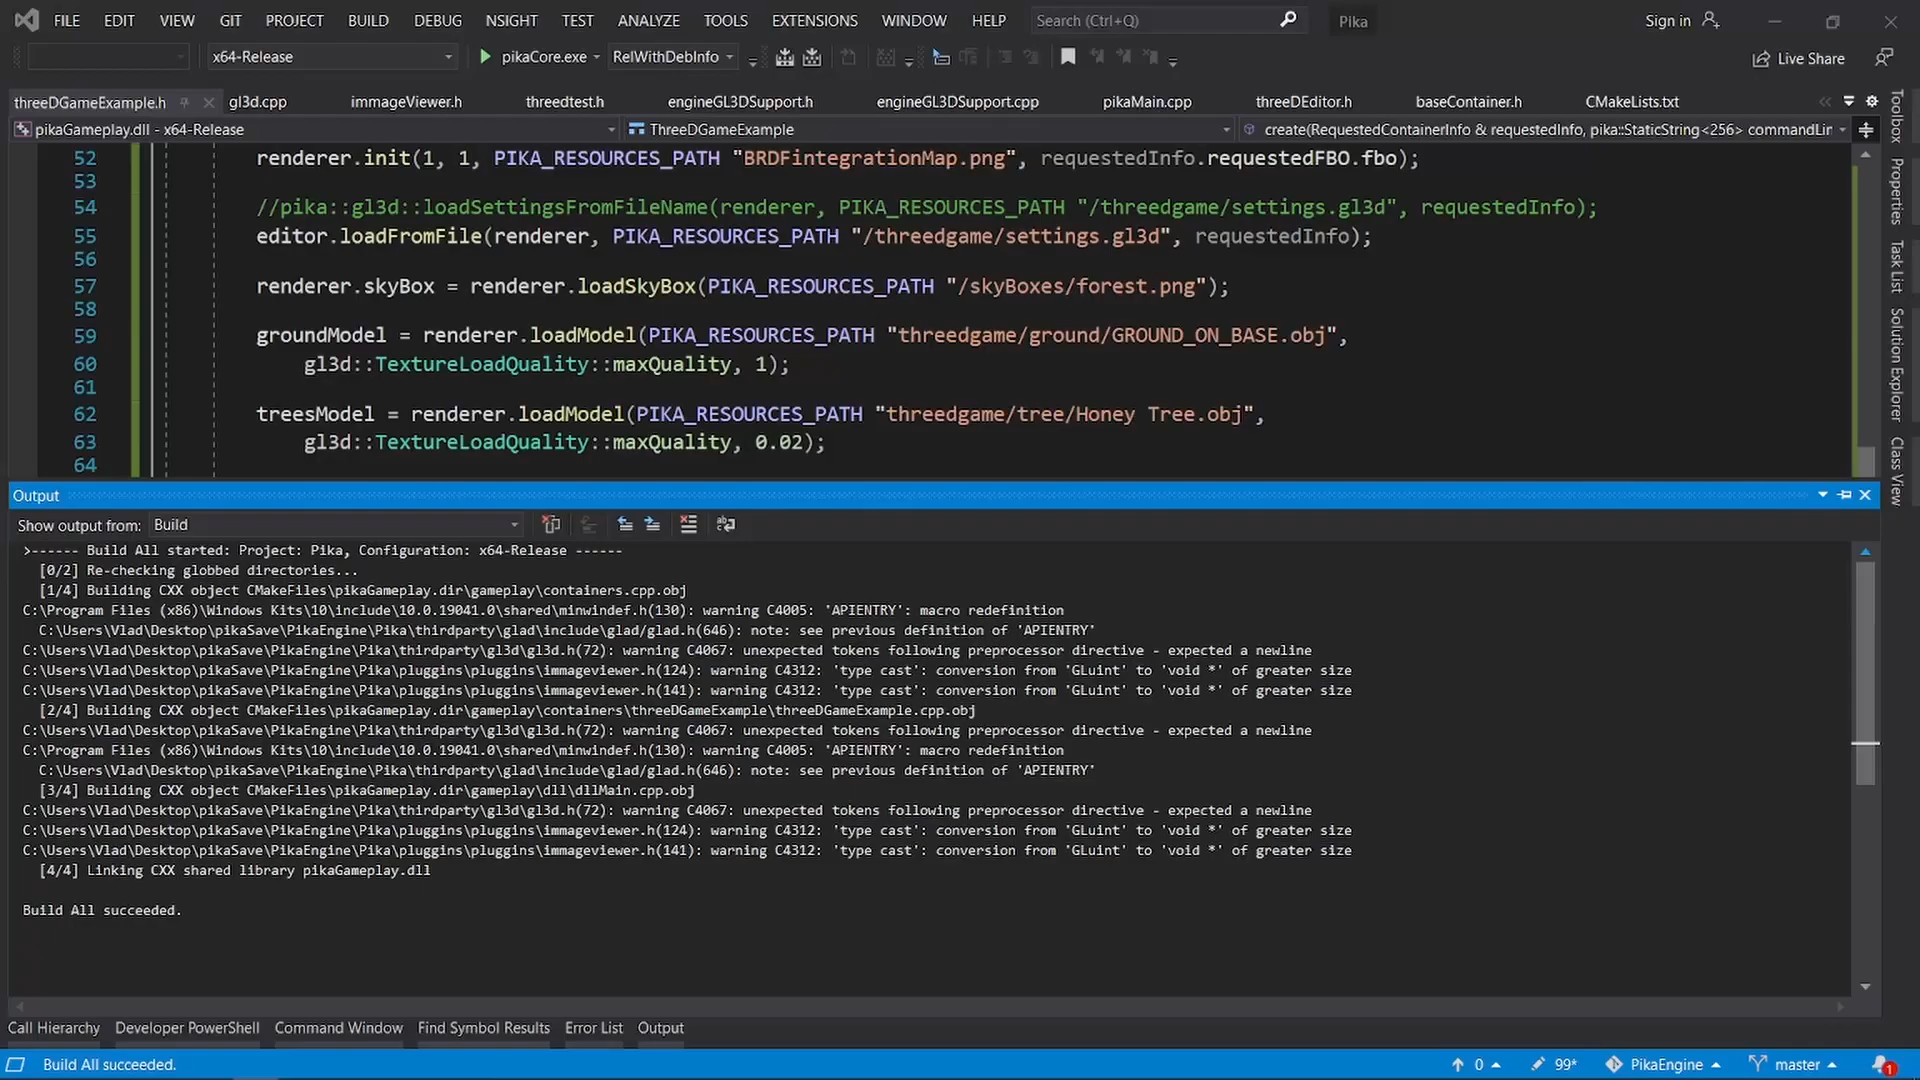 FILE EDIT VIEW GIT PROJECT BUILD DEBUG NSIGHT TEST ANALYZE TOOLS EXTENSIONS WINDOW HELP Search (Ctrl+Q) Pika Sign in
x64-Release pikaCore.exe RelWithDebInfo Live Share
threeDGameExample.h gl3d.cpp immageViewer.h threedtest.h engineGL3DSupport.h engineGL3DSupport.cpp pikaMain.cpp threeDEditor.h baseContainer.h CMakeLists.txt
pikaGameplay.dll - x64-Release ThreeDGameExample create(RequestedContainerInfo & requestedInfo, pika::StaticString<256> commandLir
52 renderer.init(1, 1, PIKA_RESOURCES_PATH "BRDFintegrationMap.png", requestedInfo.requestedFBO.fbo);
53
54 //pika::gl3d::loadSettingsFromFileName(renderer, PIKA_RESOURCES_PATH "/threedgame/settings.gl3d", requestedInfo);
55 editor.loadFromFile(renderer, PIKA_RESOURCES_PATH "/threedgame/settings.gl3d", requestedInfo);
56
57 renderer.skyBox = renderer.loadSkyBox(PIKA_RESOURCES_PATH "/skyBoxes/forest.png");
58
59 groundModel = renderer.loadModel(PIKA_RESOURCES_PATH "threedgame/ground/GROUND_ON_BASE.obj",
60 gl3d::TextureLoadQuality::maxQuality, 1);
61
62 treesModel = renderer.loadModel(PIKA_RESOURCES_PATH "threedgame/tree/Honey Tree.obj",
63 gl3d::TextureLoadQuality::maxQuality, 0.02);
64
Toolbox
Properties
Task List
Solution Explorer
Class View
Output
Show output from: Build
>------ Build All started: Project: Pika, Configuration: x64-Release ------
[0/2] Re-checking globbed directories...
[1/4] Building CXX object CMakeFiles\pikaGameplay.dir\gameplay\containers.cpp.obj
C:\Program Files (x86)\Windows Kits\10\include\10.0.19041.0\shared\minwindef.h(130): warning C4005: 'APIENTRY': macro redefinition
C:\Users\Vlad\Desktop\pikaSave\PikaEngine\Pika\thirdparty\glad\include\glad/glad.h(646): note: see previous definition of 'APIENTRY'
C:\Users\Vlad\Desktop\pikaSave\PikaEngine\Pika\thirdparty\gl3d\gl3d.h(72): warning C4067: unexpected tokens following preprocessor directive - expected a newline
C:\Users\Vlad\Desktop\pikaSave\PikaEngine\Pika\pluggins\pluggins\immageviewer.h(124): warning C4312: 'type cast': conversion from 'GLuint' to 'void *' of greater size
C:\Users\Vlad\Desktop\pikaSave\PikaEngine\Pika\pluggins\pluggins\immageviewer.h(141): warning C4312: 'type cast': conversion from 'GLuint' to 'void *' of greater size
[2/4] Building CXX object CMakeFiles\pikaGameplay.dir\gameplay\containers\threeDGameExample\threeDGameExample.cpp.obj
C:\Users\Vlad\Desktop\pikaSave\PikaEngine\Pika\thirdparty\gl3d\gl3d.h(72): warning C4067: unexpected tokens following preprocessor directive - expected a newline
C:\Program Files (x86)\Windows Kits\10\include\10.0.19041.0\shared\minwindef.h(130): warning C4005: 'APIENTRY': macro redefinition
C:\Users\Vlad\Desktop\pikaSave\PikaEngine\Pika\thirdparty\glad\include\glad/glad.h(646): note: see previous definition of 'APIENTRY'
[3/4] Building CXX object CMakeFiles\pikaGameplay.dir\gameplay\dll\dllMain.cpp.obj
C:\Users\Vlad\Desktop\pikaSave\PikaEngine\Pika\thirdparty\gl3d\gl3d.h(72): warning C4067: unexpected tokens following preprocessor directive - expected a newline
C:\Users\Vlad\Desktop\pikaSave\PikaEngine\Pika\pluggins\pluggins\immageviewer.h(124): warning C4312: 'type cast': conversion from 'GLuint' to 'void *' of greater size
C:\Users\Vlad\Desktop\pikaSave\PikaEngine\Pika\pluggins\pluggins\immageviewer.h(141): warning C4312: 'type cast': conversion from 'GLuint' to 'void *' of greater size
[4/4] Linking CXX shared library pikaGameplay.dll
Build All succeeded.
Call Hierarchy Developer PowerShell Command Window Find Symbol Results Error List Output
Build All succeeded. 0 99* PikaEngine master 1